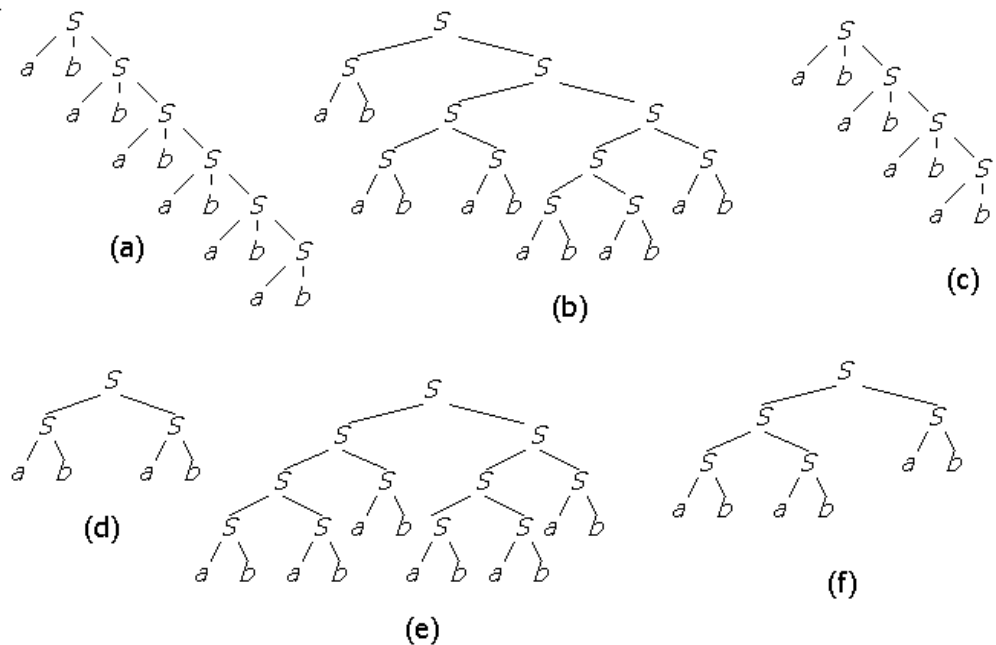 S
a b S
a b S
a b S
a b S
a b S
a b
(a)
S
S S
a b S S
S S S S
a b a b S S a b
a b a b
(b)
S
a b S
a b S
a b S
a b
(c)
S
S S
a b a b
(d)
S
S S
S S S S
S S a b S S a b
a b a b a b a b
(e)
S
S S
S S a b
a b a b
(f)